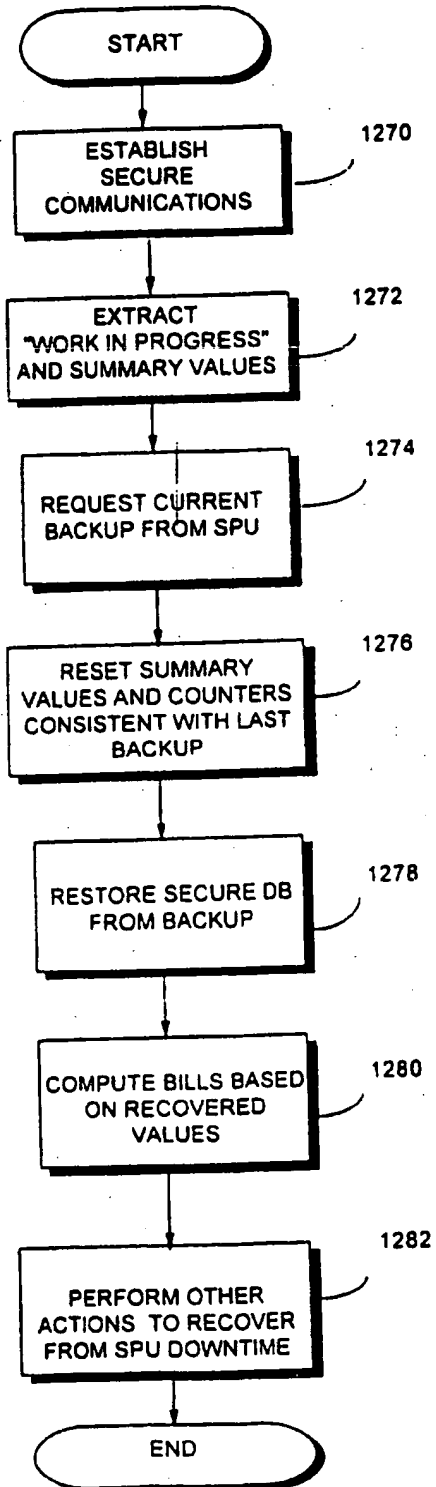 START
1270
ESTABLISH
SECURE
COMMUNICATIONS
1272
EXTRACT
"WORK IN PROGRESS"
AND SUMMARY VALUES
1274
REQUEST CURRENT
BACKUP FROM SPU
1276
RESET SUMMARY
VALUES AND COUNTERS
CONSISTENT WITH LAST
BACKUP
1278
RESTORE SECURE DB
FROM BACKUP
1280
COMPUTE BILLS BASED
ON RECOVERED
VALUES
1282
PERFORM OTHER
ACTIONS TO RECOVER
FROM SPU DOWNTIME
END